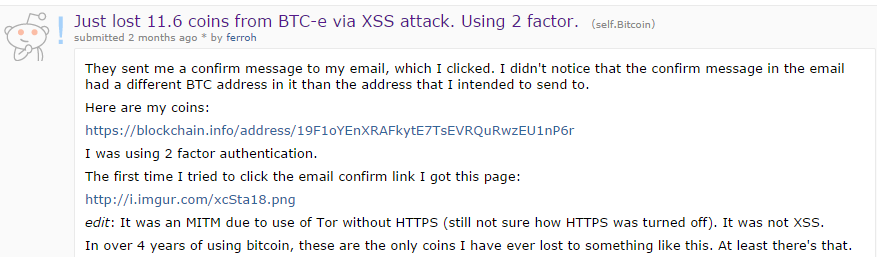 Just lost 11.6 coins from BTC-e via XSS attack. Using 2 factor. (self.Bitcoin)
submitted 2 months ago * by ferroh
They sent me a confirm message to my email, which I clicked. I didn't notice that the confirm message in the email
had a different BTC address in it than the address that I intended to send to.
Here are my coins:
https://blockchain.info/address/19F1oYEnXRAFkytE7TsEVRQuRwzEU1nP6r
I was using 2 factor authentication.
The first time I tried to click the email confirm link I got this page:
http://i.imgur.com/xcSta18.png
edit: It was an MITM due to use of Tor without HTTPS (still not sure how HTTPS was turned off). It was not XSS.
In over 4 years of using bitcoin, these are the only coins I have ever lost to something like this. At least there's that.